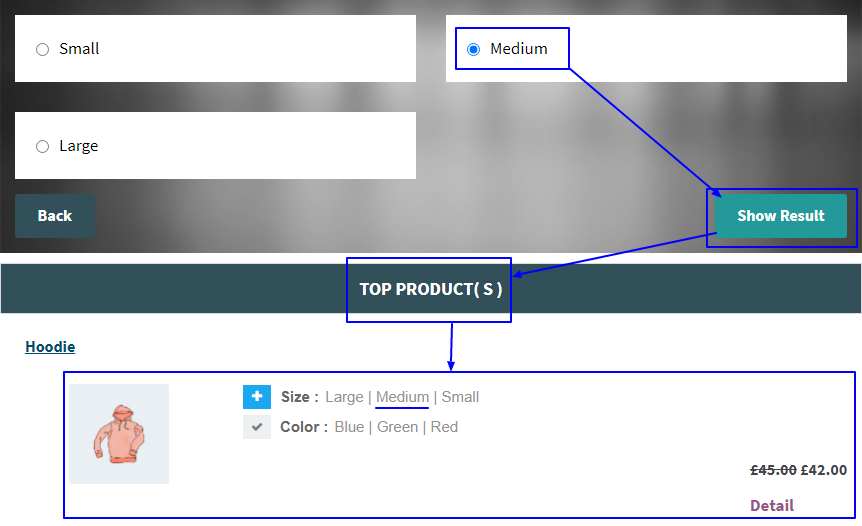 Small
Medium
Large
Back
Show Result
TOP PRODUCT( S )
Hoodie
Size : Large | Medium | Small
Color : Blue | Green | Red
£45.00 £42.00
Detail